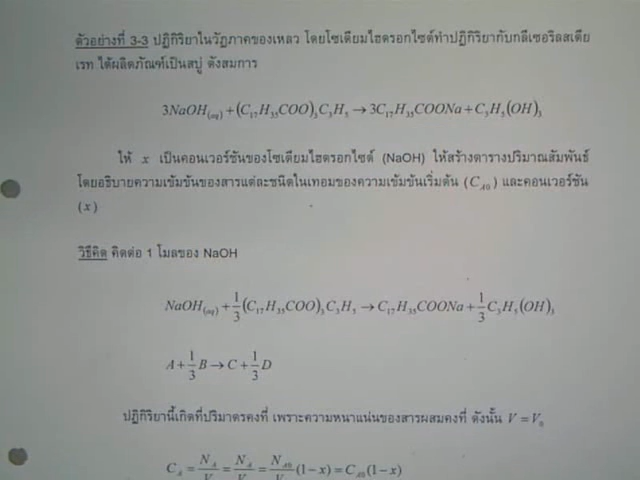 ตัวอย่างที่ 3-3 ปฏิกิริยาในวัฏภาคของเหลว โดยโซเดียมไฮดรอกไซด์ทำปฏิกิริยากับกลีเซอริลสเตีย
เรท ได้ผลิตภัณฑ์เป็นสบู่ ดังสมการ
3NaOH(aq) + (C17H35COO)3C3H5 → 3C17H35COONa + C3H5(OH)3
ให้ x เป็นคอนเวอร์ชันของโซเดียมไฮดรอกไซด์ (NaOH) ให้สร้างตารางปริมาณสัมพันธ์
โดยอธิบายความเข้มข้นของสารแต่ละชนิดในเทอมของความเข้มข้นเริ่มต้น (CA0) และคอนเวอร์ชัน
(x)
วิธีคิด คิดต่อ 1 โมลของ NaOH
NaOH(aq) + 1/3 (C17H35COO)3C3H5 → C17H35COONa + 1/3 C3H5(OH)3
A + 1/3 B → C + 1/3 D
ปฏิกิริยานี้เกิดที่ปริมาตรคงที่ เพราะความหนาแน่นของสารผสมคงที่ ดังนั้น V = V0
CA = NA/V = NA/V = NA0/V (1-x) = CA0(1-x)